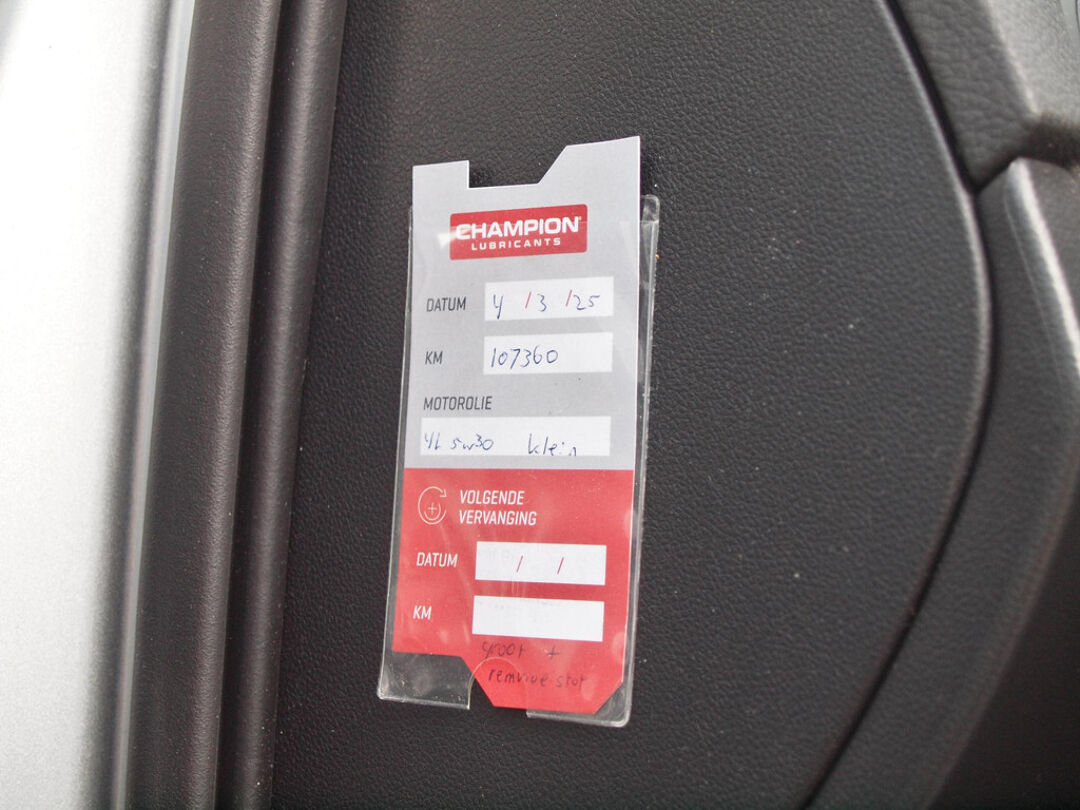 CHAMPION
LUBRICANTS
DATUM 4 / 3 / 25
KM 107360
MOTOROLIE
4L 5w30 klein
VOLGENDE
VERVANGING
DATUM / /
KM
groot +
remvloeistof